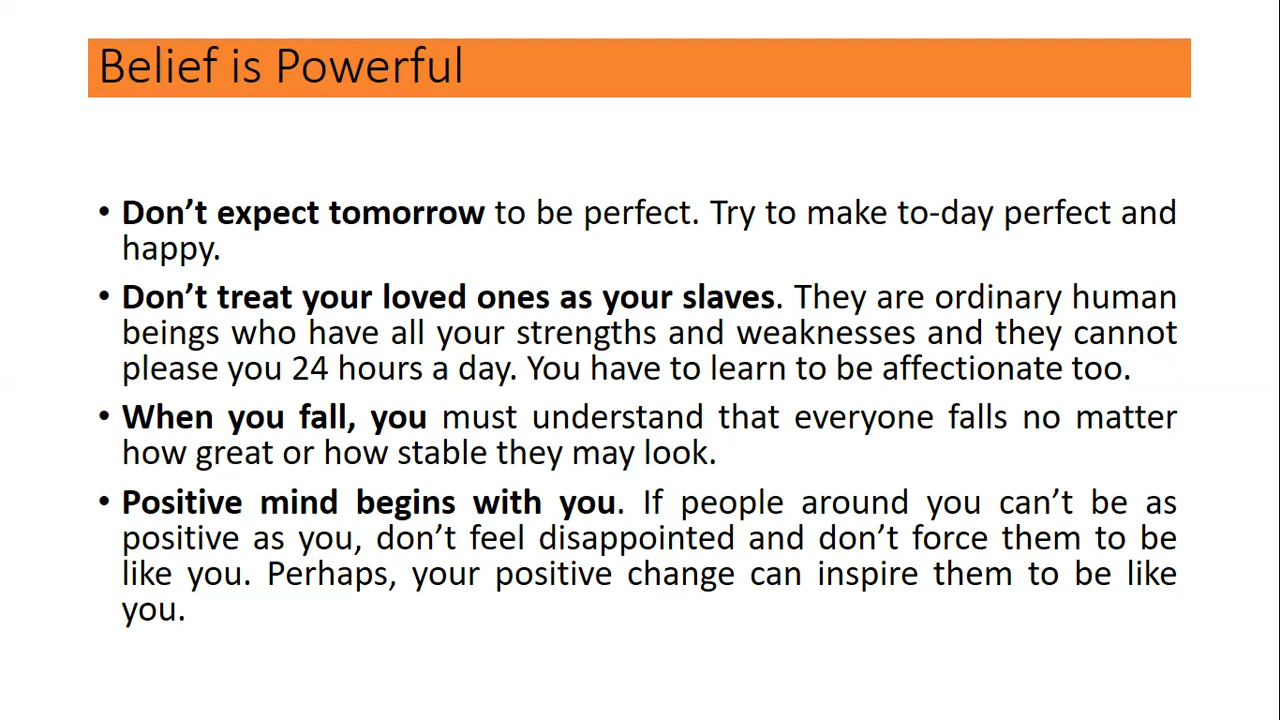 Belief is Powerful
• Don’t expect tomorrow to be perfect. Try to make to-day perfect and
happy.
• Don’t treat your loved ones as your slaves. They are ordinary human
beings who have all your strengths and weaknesses and they cannot
please you 24 hours a day. You have to learn to be affectionate too.
• When you fall, you must understand that everyone falls no matter
how great or how stable they may look.
• Positive mind begins with you. If people around you can’t be as
positive as you, don’t feel disappointed and don’t force them to be
like you. Perhaps, your positive change can inspire them to be like
you.